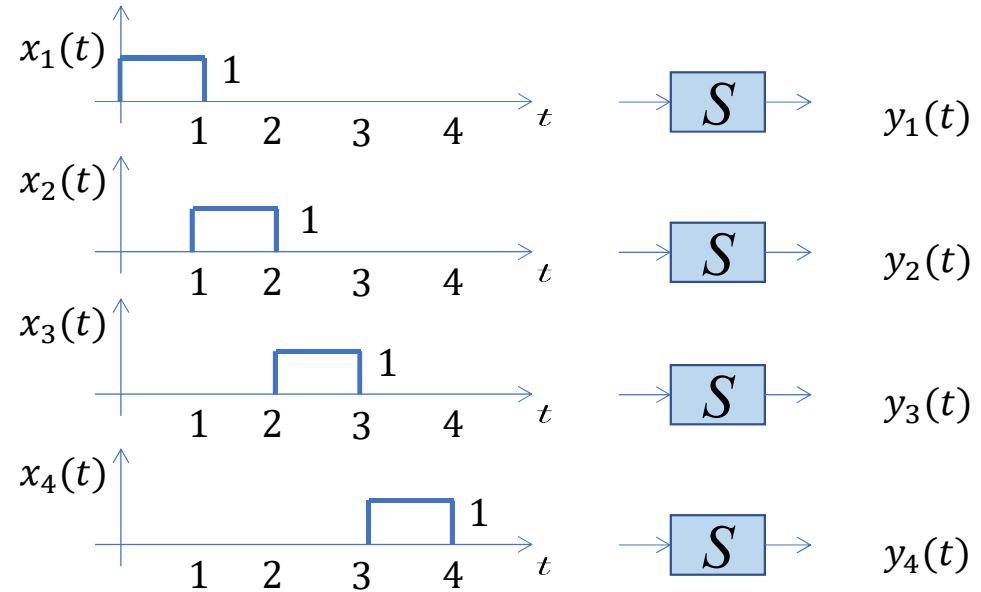 x₁(t) 1 S y₁(t)
1 2 3 4 t
x₂(t) 1 S y₂(t)
1 2 3 4 t
x₃(t) 1 S y₃(t)
1 2 3 4 t
x₄(t) 1 S y₄(t)
1 2 3 4 t